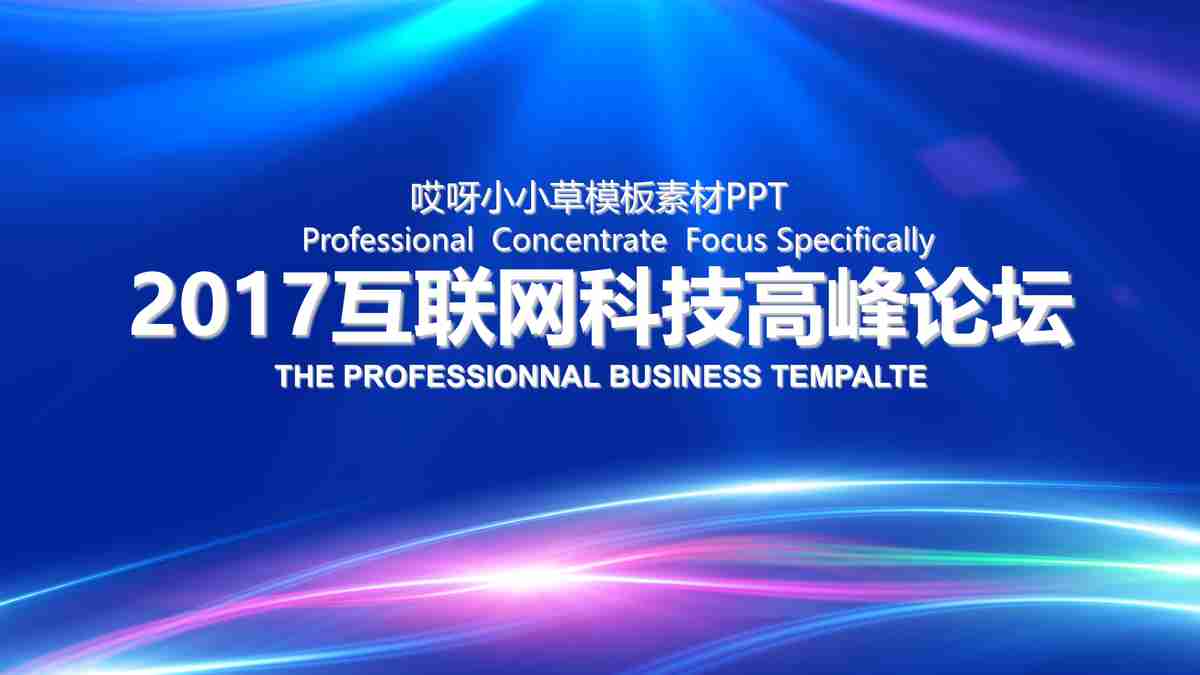 哎呀小小草模板素材PPT
Professional Concentrate Focus Specifically
2017互联网科技高峰论坛
THE PROFESSIONNAL BUSINESS TEMPALTE